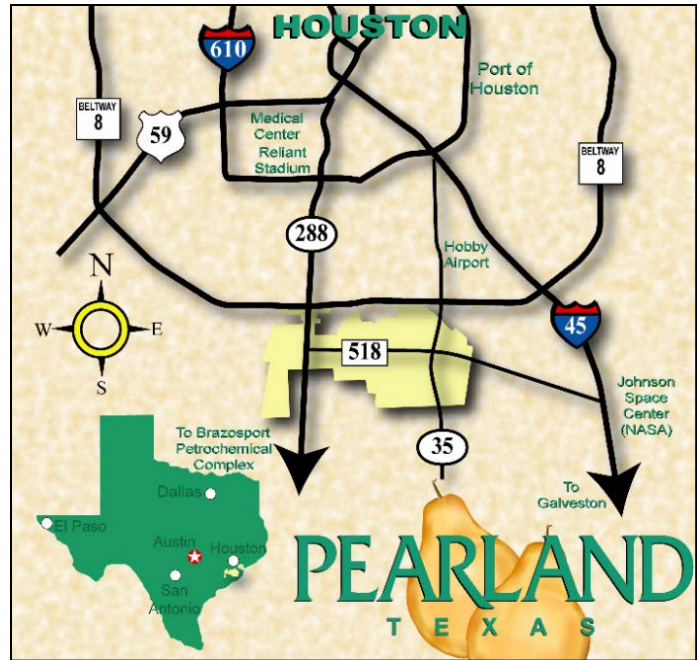 HOUSTON
610
Port of
Houston
BELTWAY
8
59
Medical
Center
Reliant
Stadium
BELTWAY
8
288
Hobby
Airport
N
W
E
S
45
518
Johnson
Space
Center
(NASA)
To Brazosport
Petrochemical
Complex
35
To
Galveston
Dallas
El Paso
Austin
Houston
San
Antonio
PEARLAND
TEXAS